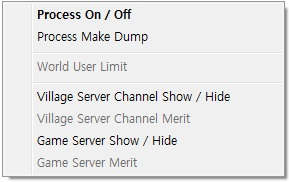 Process On / Off
Process Make Dump
World User Limit
Village Server Channel Show / Hide
Village Server Channel Merit
Game Server Show / Hide
Game Server Merit